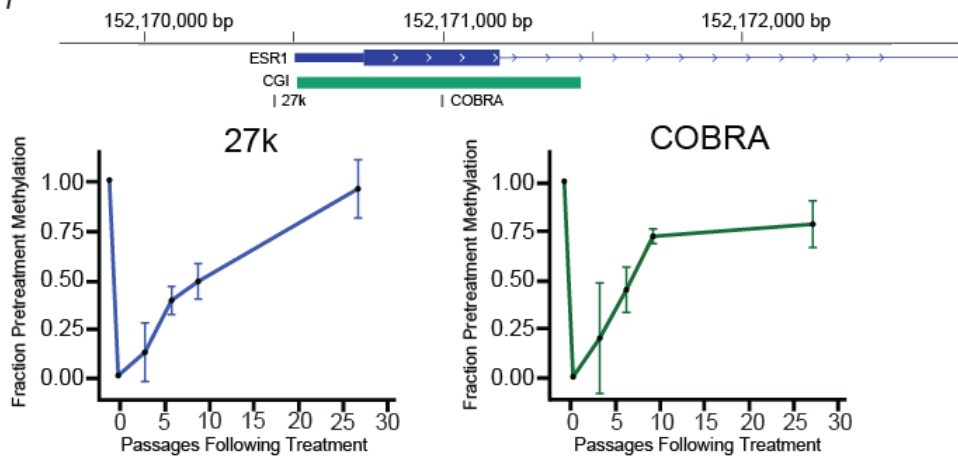 152,170,000 bp 152,171,000 bp 152,172,000 bp
ESR1
CGI
27k COBRA
27k
Fraction Pretreatment Methylation
1.00
0.75
0.50
0.25
0.00
0 5 10 15 20 25 30
Passages Following Treatment
COBRA
Fraction Pretreatment Methylation
1.00
0.75
0.50
0.25
0.00
0 5 10 15 20 25 30
Passages Following Treatment